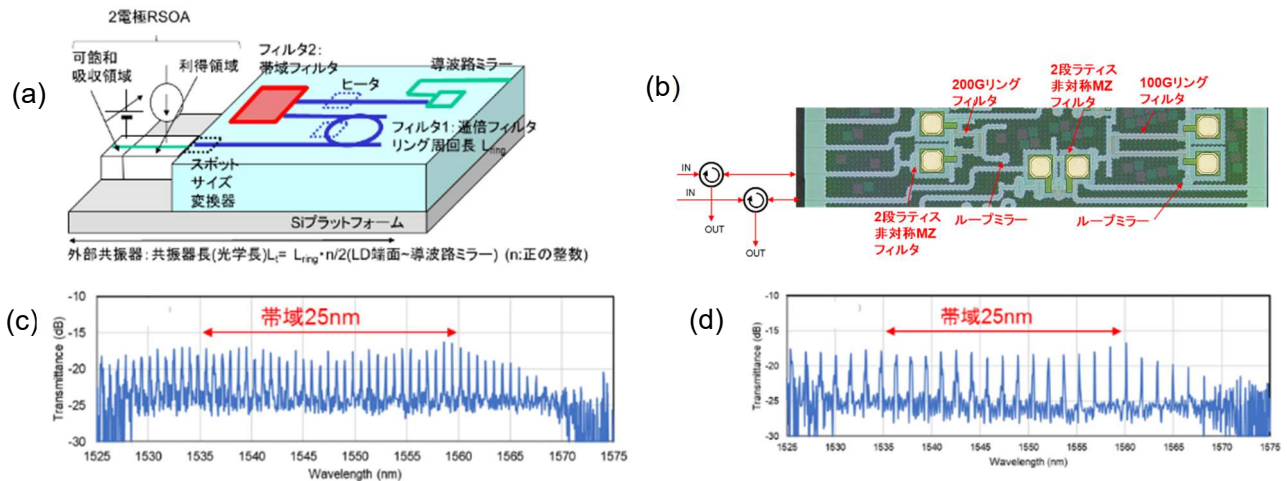 (a)
2電極RSOA
可飽和
吸収領域
利得領域
フィルタ2:
帯域フィルタ
ヒータ
導波路ミラー
フィルタ1: 逓倍フィルタ
リング周回長 Lring
スポット
サイズ
変換器
Siプラットフォーム
外部共振器:共振器長(光学長)Lt= Lring・n/2(LD端面~導波路ミラー) (n:正の整数)
(b)
200Gリング
フィルタ
2段ラティス
非対称MZ
フィルタ
100Gリング
フィルタ
IN
IN
OUT
OUT
2段ラティス
非対称MZ
フィルタ
ループミラー
ループミラー
(c)
帯域25nm
Transmittance (dB)
-10
-15
-20
-25
-30
1525 1530 1535 1540 1545 1550 1555 1560 1565 1570 1575
Wavelength (nm)
(d)
帯域25nm
Transmittance (dB)
-10
-15
-20
-25
-30
1525 1530 1535 1540 1545 1550 1555 1560 1565 1570 1575
Wavelength (nm)